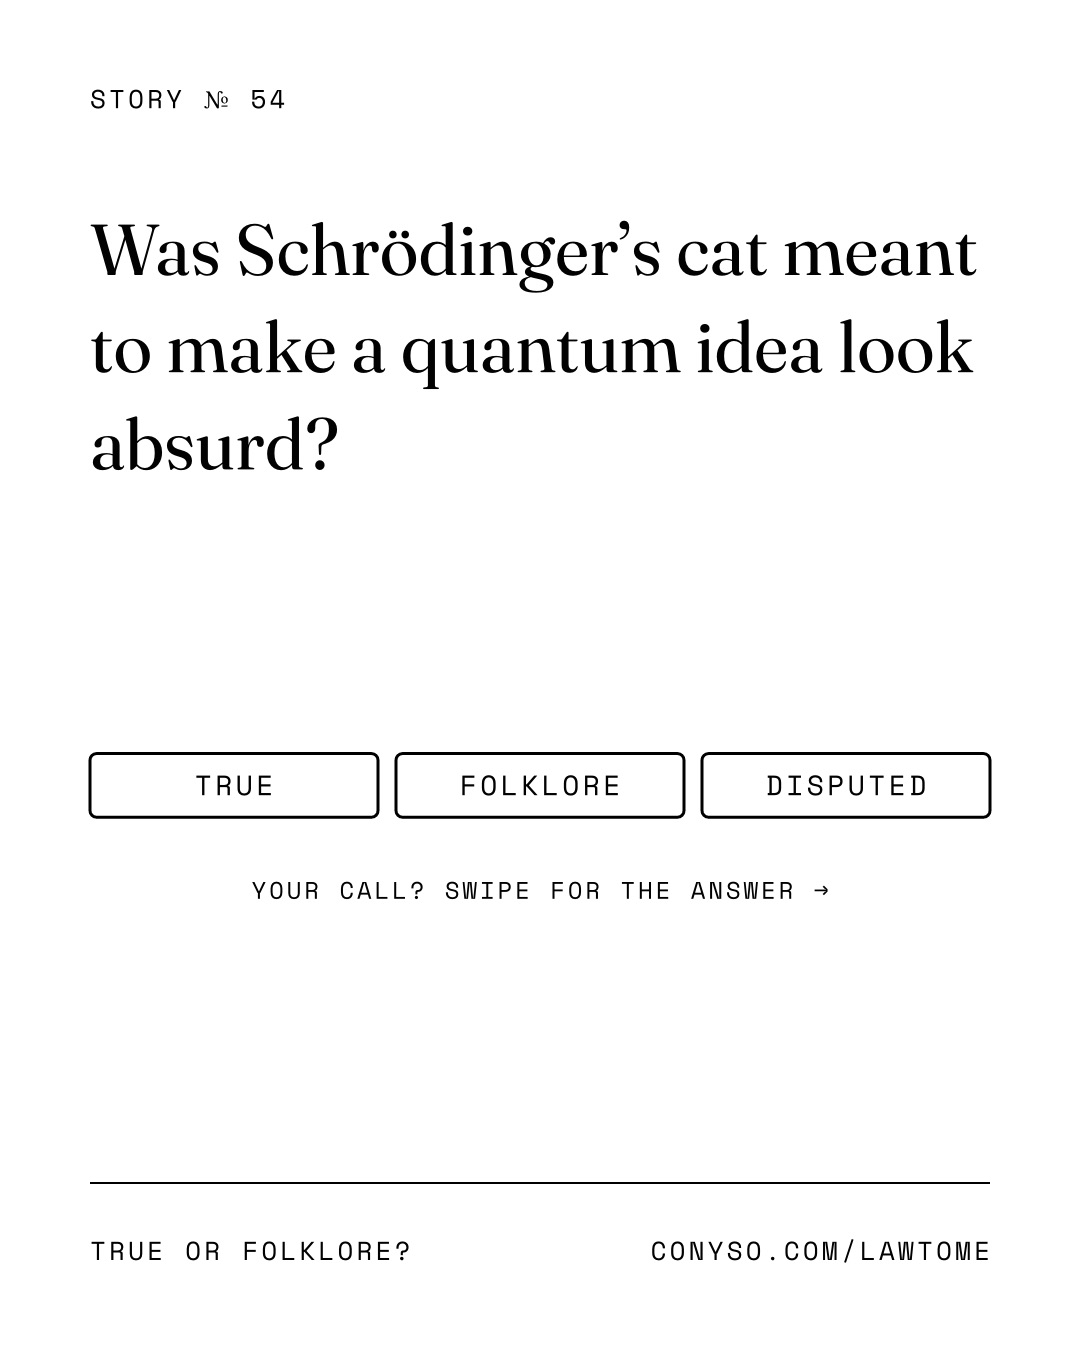 STORY № 54
Was Schrödinger’s cat meant
to make a quantum idea look
absurd?
TRUE
FOLKLORE
DISPUTED
YOUR CALL? SWIPE FOR THE ANSWER →
TRUE OR FOLKLORE?
CONYSO.COM/LAWTOME